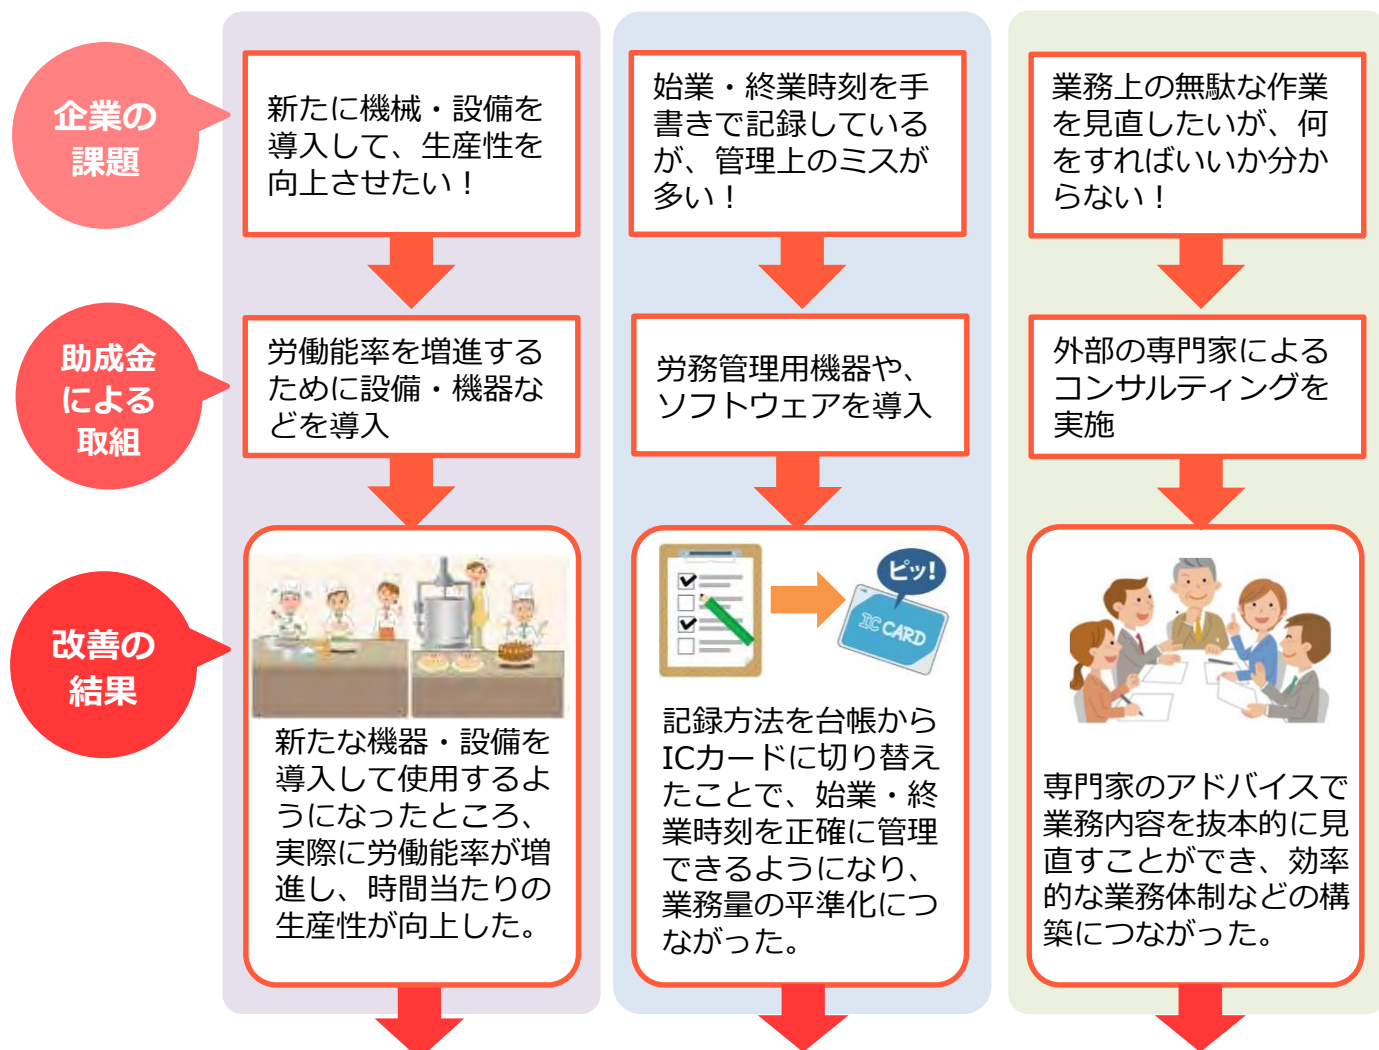 企業の
課題
新たに機械・設備を
導入して、生産性を
向上させたい！
始業・終業時刻を手
書きで記録している
が、管理上のミスが
多い！
業務上の無駄な作業
を見直したいが、何
をすればいいか分か
らない！
助成金
による
取組
労働能率を増進する
ために設備・機器な
どを導入
労務管理用機器や、
ソフトウェアを導入
外部の専門家による
コンサルティングを
実施
改善の
結果
新たな機器・設備を
導入して使用するよ
うになったところ、
実際に労働能率が増
進し、時間当たりの
生産性が向上した。
ピッ!
IC CARD
記録方法を台帳から
ICカードに切り替え
たことで、始業・終
業時刻を正確に管理
できるようになり、
業務量の平準化につ
ながった。
専門家のアドバイスで
業務内容を抜本的に見
直すことができ、効率
的な業務体制などの構
築につながった。